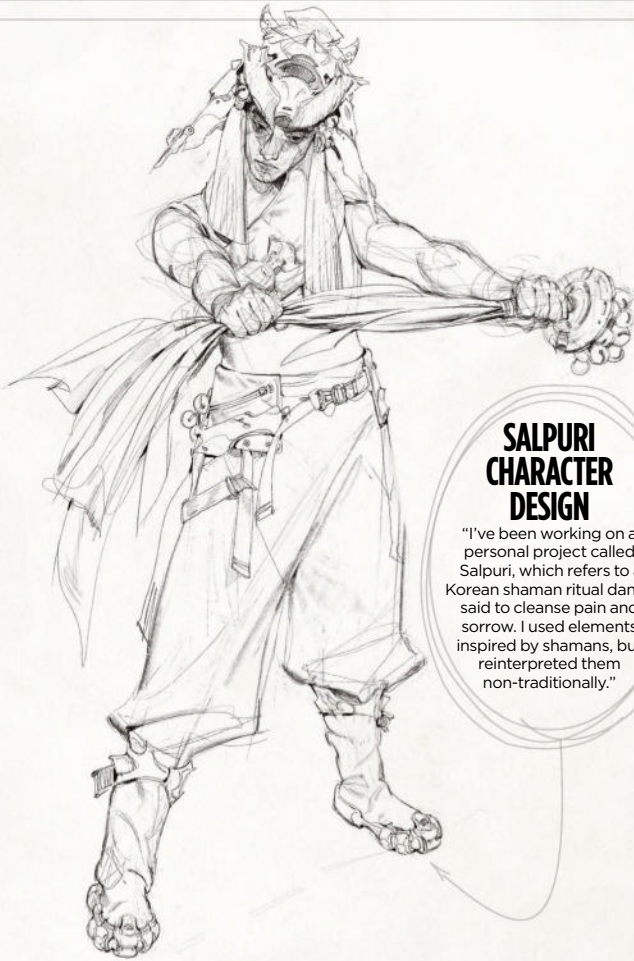 SALPURI
CHARACTER
DESIGN
“I’ve been working on a
personal project called
Salpuri, which refers to
Korean shaman ritual
said to cleanse pain and
sorrow. I used elements
inspired by shamans,
reinterpreted them
non-traditionally.”